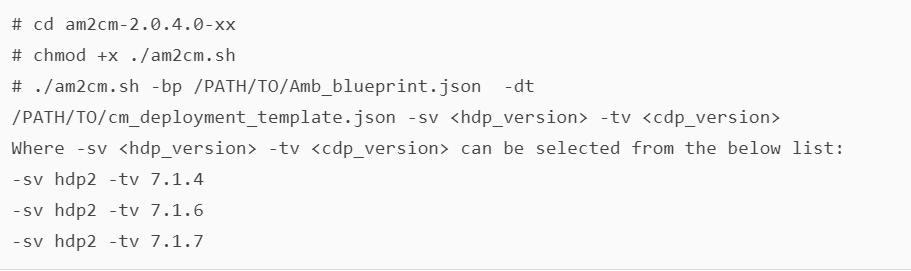 # cd am2cm-2.0.4.0-xx
# chmod +x ./am2cm.sh
# ./am2cm.sh -bp /PATH/TO/Amb_blueprint.json  -dt
/PATH/TO/cm_deployment_template.json -sv <hdp_version> -tv <cdp_version>
Where -sv <hdp_version> -tv <cdp_version> can be selected from the below list:
-sv hdp2 -tv 7.1.4
-sv hdp2 -tv 7.1.6
-sv hdp2 -tv 7.1.7